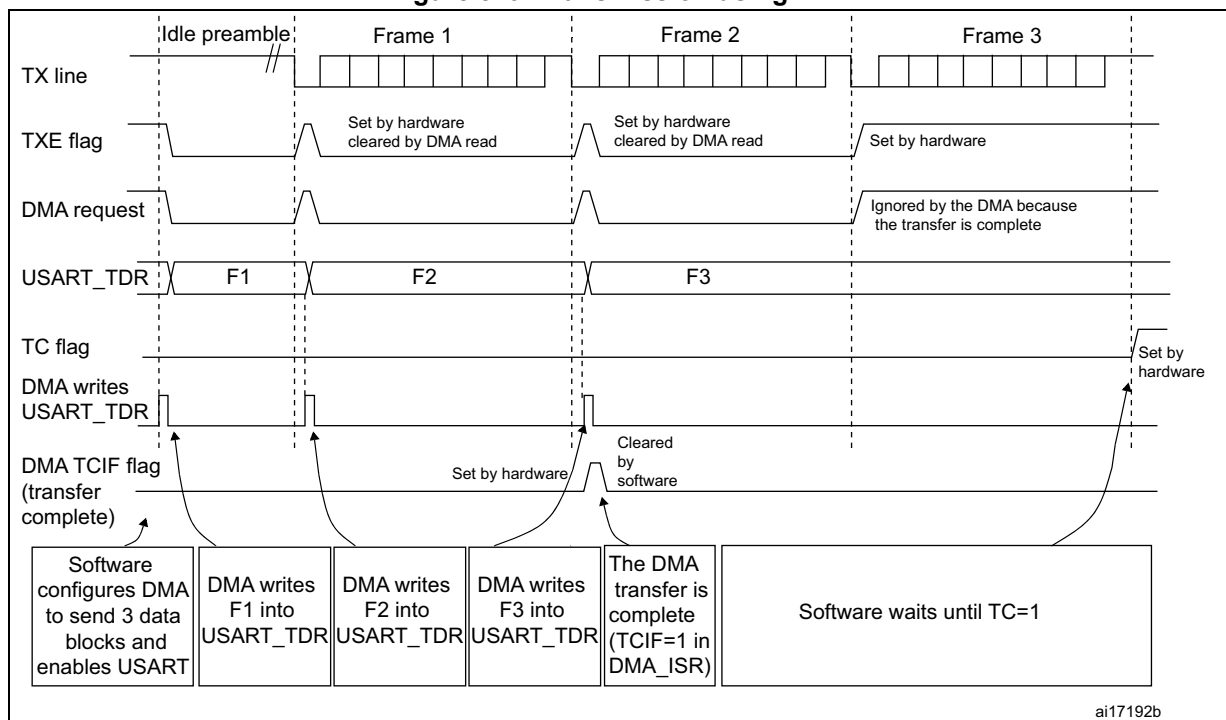 Idle preamble
Frame 1
Frame 2
Frame 3
TX line
TXE flag
Set by hardware
cleared by DMA read
Set by hardware
cleared by DMA read
Set by hardware
DMA request
Ignored by the DMA because
the transfer is complete
USART_TDR
F1
F2
F3
TC flag
Set by
hardware
DMA writes
USART_TDR
DMA TCIF flag
(transfer
complete)
Set by hardware
Cleared
by
software
Software
configures DMA
to send 3 data
blocks and
enables USART
DMA writes
F1 into
USART_TDR
DMA writes
F2 into
USART_TDR
DMA writes
F3 into
USART_TDR
The DMA
transfer is
complete
(TCIF=1 in
DMA_ISR)
Software waits until TC=1
ai17192b